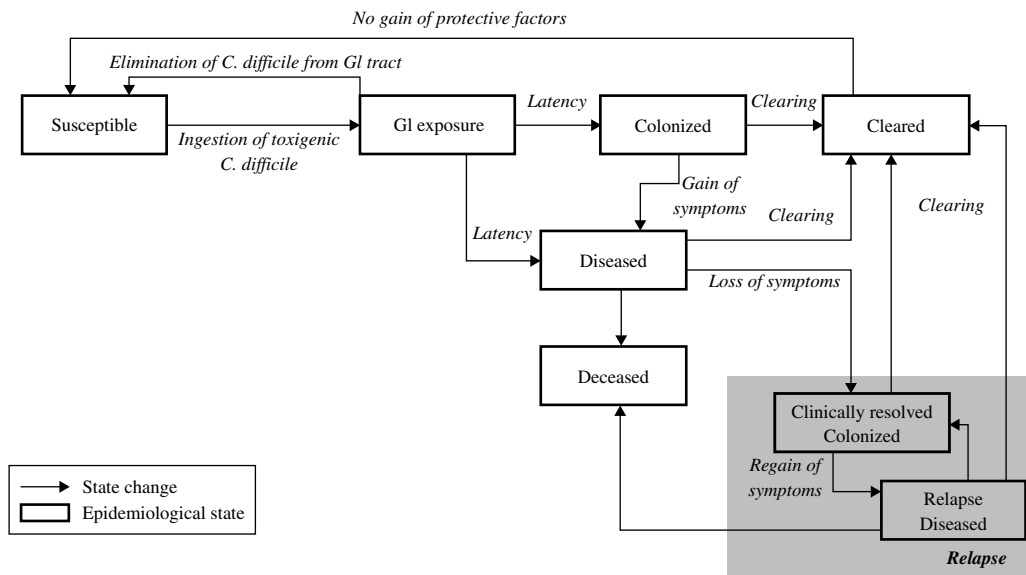 No gain of protective factors
Elimination of C. difficile from Gl tract
Susceptible
Ingestion of toxigenic
C. difficile
Gl exposure
Latency
Colonized
Clearing
Cleared
Gain of
symptoms
Latency
Diseased
Clearing
Clearing
Loss of symptoms
Deceased
Clinically resolved
Colonized
Regain of
symptoms
Relapse
Diseased
Relapse
State change
Epidemiological state